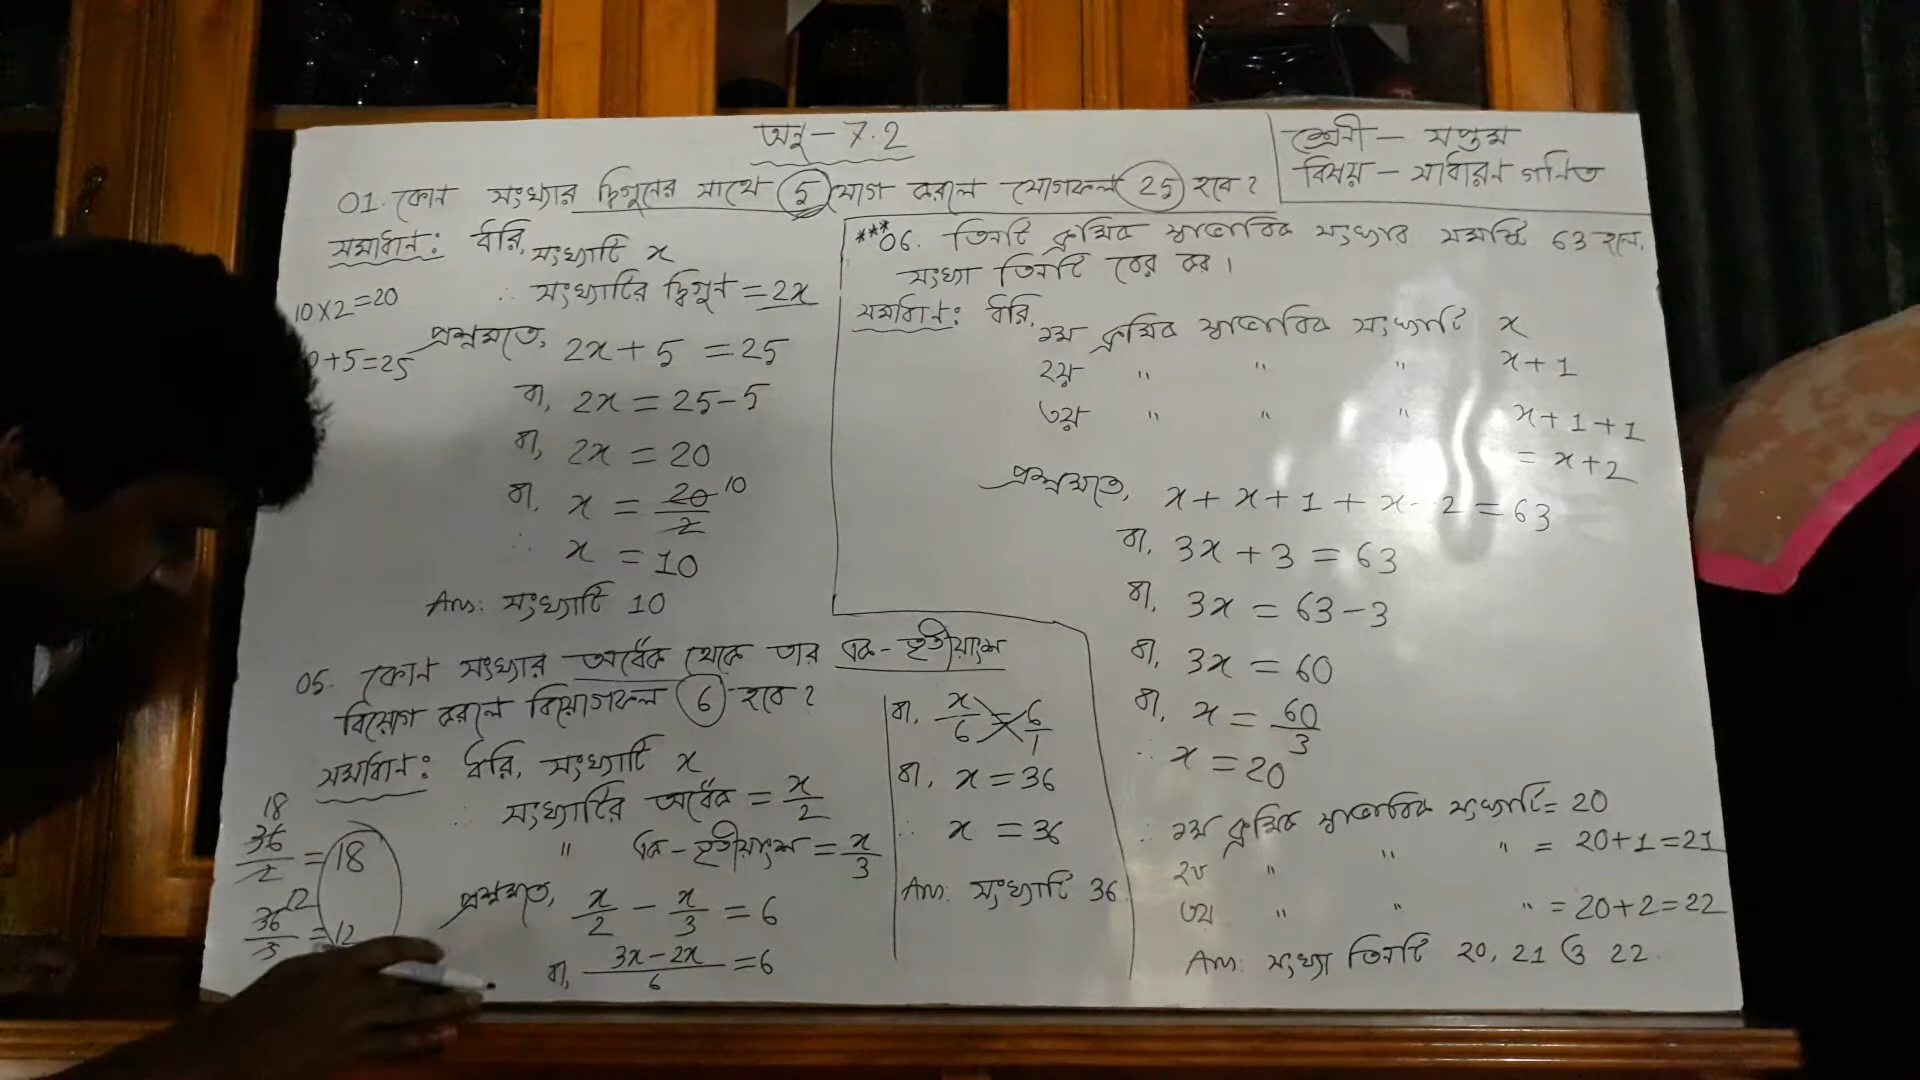 অনু - 7.2
শ্রেনী - সপ্তম
বিষয় - সাধারন গনিত
01. কোন সংখ্যার দ্বিগুনের সাথে 5 যোগ করলে যোগফল 25 হবে?
সমাধান: ধরি, সংখ্যাটি x
∴ সংখ্যাটির দ্বিগুন = 2x
10×2=20
+5=25
প্রশ্নমতে, 2x+5 = 25
বা, 2x = 25-5
বা, 2x = 20
বা, x = 20/2 10
∴ x = 10
Ans: সংখ্যাটি 10
05. কোন সংখ্যার অর্ধেক থেকে তার এক-তৃতীয়াংশ
বিয়োগ করলে বিয়োগফল 6 হবে?
সমাধান: ধরি, সংখ্যাটি x
∴ সংখ্যাটির অর্ধেক = x/2
" এক-তৃতীয়াংশ = x/3
18
36/2 = 18
12
36/3 = 12
প্রশ্নমতে, x/2 - x/3 = 6
বা, 3x-2x/6 = 6
বা, x/6 = 6/1
বা, x = 36
∴ x = 36
Ans: সংখ্যাটি 36
***06. তিনটি ক্রমিক স্বাভাবিক সংখ্যার সমষ্টি 63 হলে,
সংখ্যা তিনটি বের কর।
সমাধান: ধরি,
১ম ক্রমিক স্বাভাবিক সংখ্যাটি x
২য় " " " x+1
৩য় " " " x+1+1
= x+2
প্রশ্নমতে, x+x+1+x 2 = 63
বা, 3x+3 = 63
বা, 3x = 63-3
বা, 3x = 60
বা, x = 60/3
∴ x = 20
∴ ১ম ক্রমিক স্বাভাবিক সংখ্যাটি = 20
২য় " " " = 20+1=21
৩য় " " " = 20+2=22
Ans: সংখ্যা তিনটি 20, 21 ও 22.